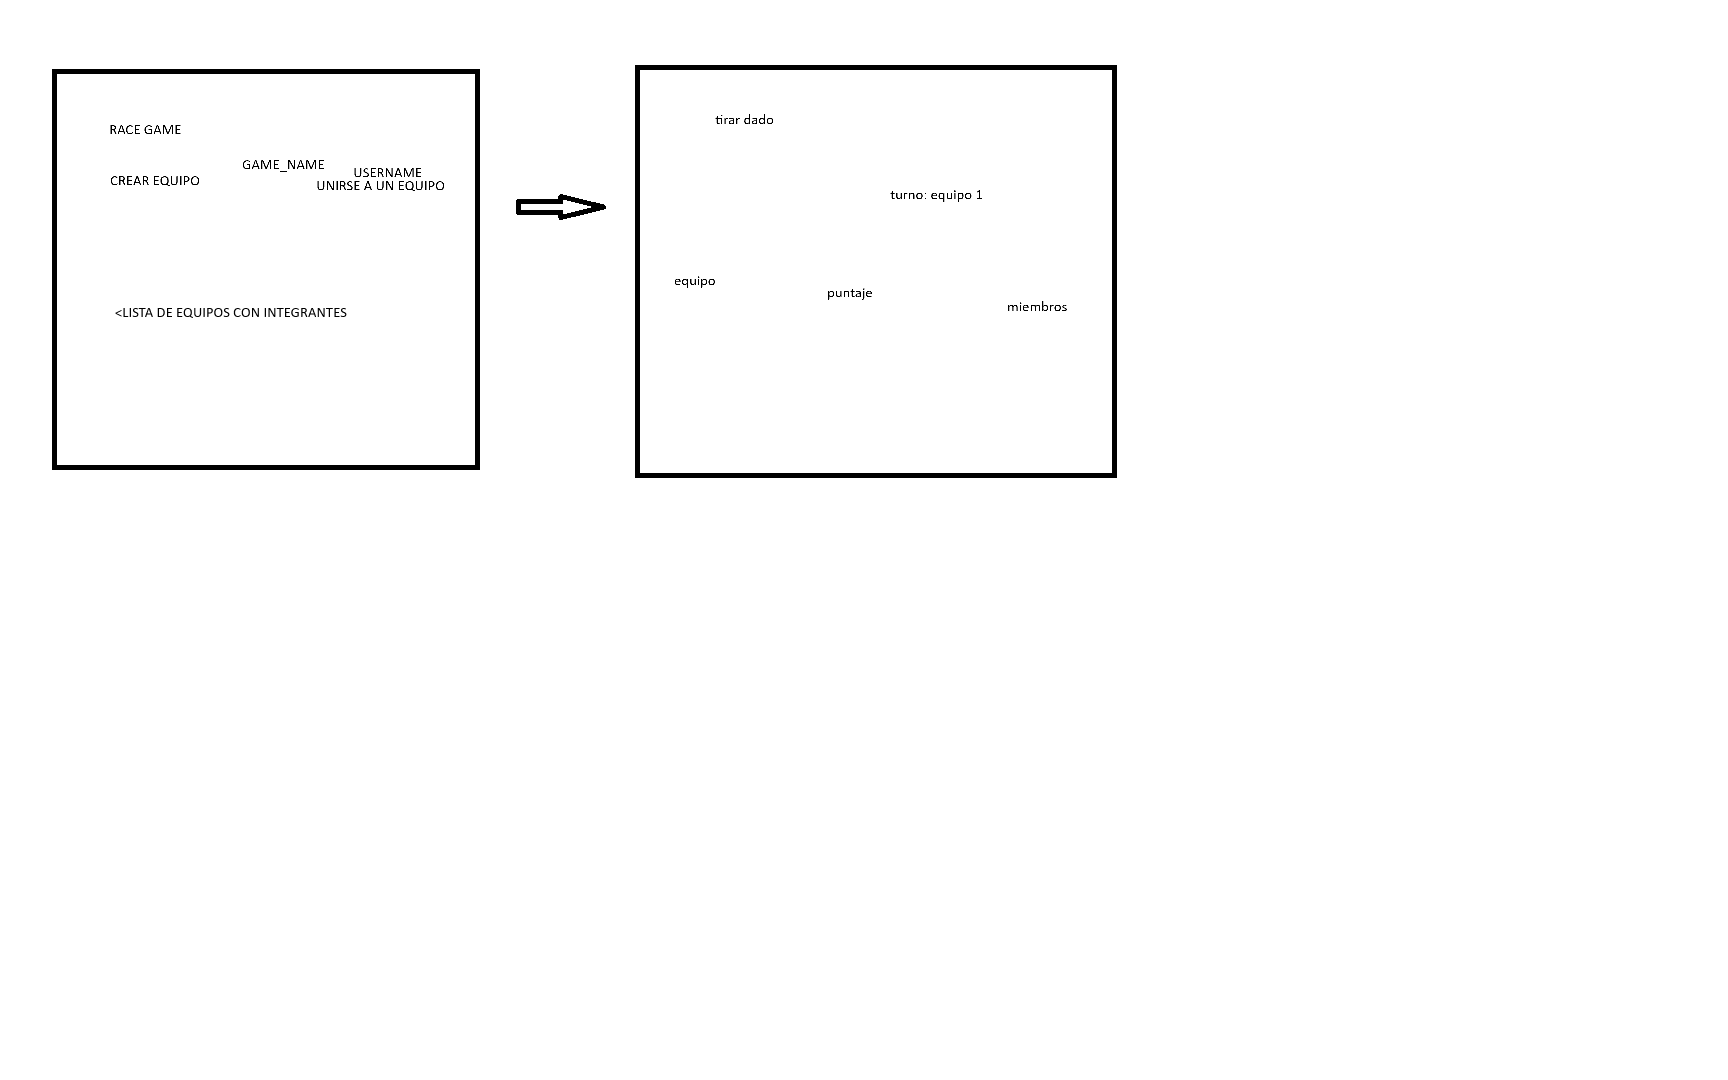 RACE GAME
GAME_NAME
USERNAME
CREAR EQUIPO
UNIRSE A UN EQUIPO
<LISTA DE EQUIPOS CON INTEGRANTES
tirar dado
turno: equipo 1
equipo
puntaje
miembros